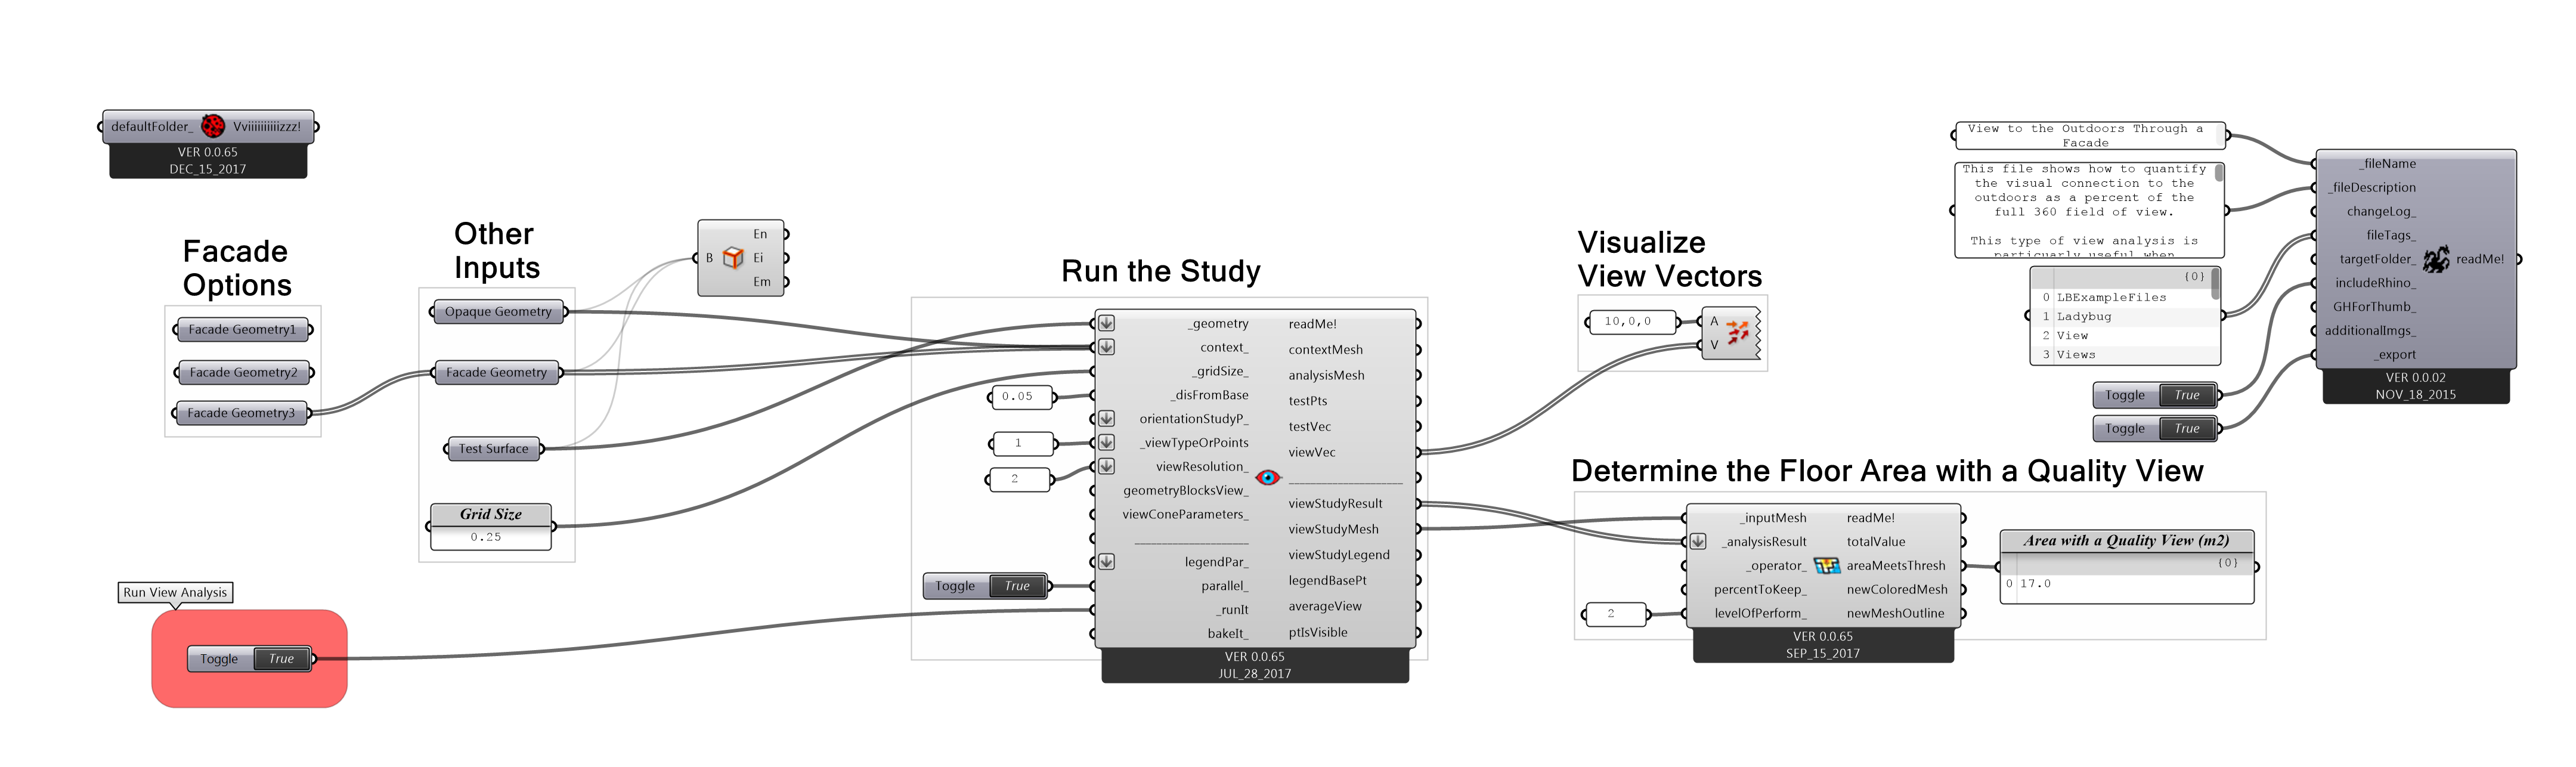 defaultFolder_ Vviiiiiiiiizzz!
VER 0.0.65
DEC_15_2017
Facade
Options
Facade Geometry1
Facade Geometry2
Facade Geometry3
Other
Inputs
Opaque Geometry
Facade Geometry
Test Surface
Grid Size
0.25
Run View Analysis
Toggle True
B
En
Ei
Em
Run the Study
0.05
1
2
Toggle True
_geometry
context_
_gridSize_
_disFromBase
orientationStudyP_
_viewTypeOrPoints
viewResolution_
geometryBlocksView_
viewConeParameters_
____________________
legendPar_
parallel_
_runIt
bakeIt_
readMe!
contextMesh
analysisMesh
testPts
testVec
viewVec
____________________
viewStudyResult
viewStudyMesh
viewStudyLegend
legendBasePt
averageView
ptIsVisible
VER 0.0.65
JUL_28_2017
Visualize
View Vectors
10,0,0
A
V
Determine the Floor Area with a Quality View
2
_inputMesh
_analysisResult
_operator_
percentToKeep_
levelOfPerform_
readMe!
totalValue
areaMeetsThresh
newColoredMesh
newMeshOutline
VER 0.0.65
SEP_15_2017
Area with a Quality View (m2)
{0}
0 17.0
View to the Outdoors Through a
Facade
This file shows how to quantify
the visual connection to the
outdoors as a percent of the
full 360 field of view.
This type of view analysis is
particuarly useful when
{0}
0 LBExampleFiles
1 Ladybug
2 View
3 Views
Toggle True
Toggle True
_fileName
_fileDescription
changeLog_
fileTags_
targetFolder_
includeRhino_
GHForThumb_
additionalImgs_
_export
readMe!
VER 0.0.02
NOV_18_2015